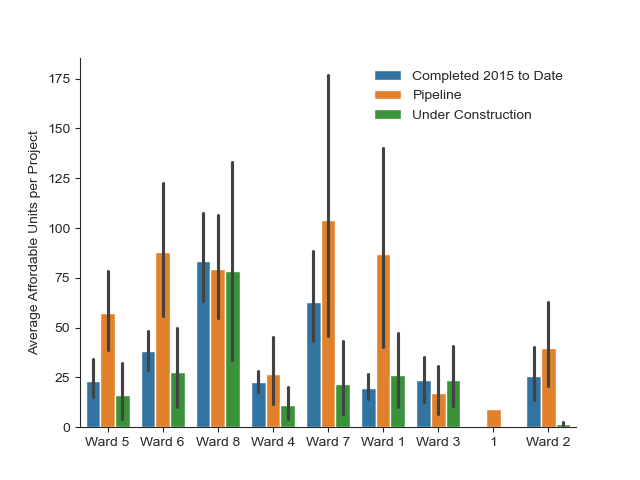 Completed 2015 to Date
Pipeline
Under Construction
Average Affordable Units per Project
175
150
125
100
75
50
25
0
Ward 5 Ward 6 Ward 8 Ward 4 Ward 7 Ward 1 Ward 3 1 Ward 2